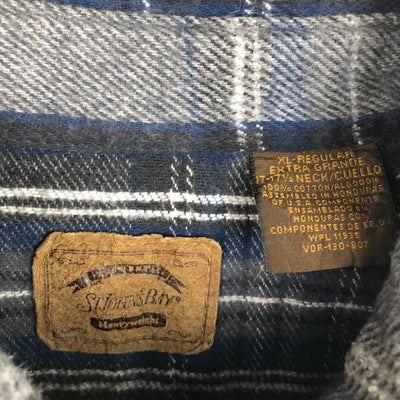 ST. JOHN'S BAY
Heavyweight
XL-REGULAR
EXTRA GRANDE
17-17½ NECK/CUELLO
100% COTTON/ALGODON
ASSEMBLED IN HONDURAS
OF U.S.A. COMPONENTS
ENSAMBLADO EN
HONDURAS CON
COMPONENTES DE EE.UU.
WPL 11935
VDR-130-807